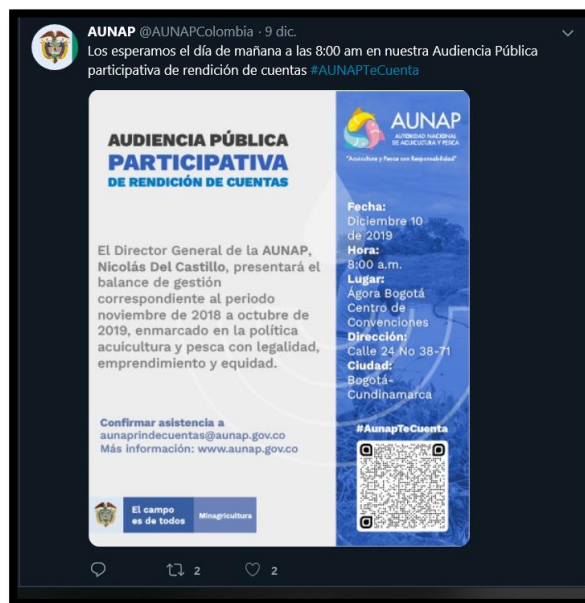 AUNAP @AUNAPColombia · 9 dic.
Los esperamos el día de mañana a las 8:00 am en nuestra Audiencia Pública
participativa de rendición de cuentas #AUNAPTeCuenta
AUDIENCIA PÚBLICA
PARTICIPATIVA
DE RENDICIÓN DE CUENTAS
El Director General de la AUNAP,
Nicolás Del Castillo, presentará el
balance de gestión
correspondiente al periodo
noviembre de 2018 a octubre de
2019, enmarcado en la política
acuicultura y pesca con legalidad,
emprendimiento y equidad.
Confirmar asistencia a
aunaprindecuentas@aunap.gov.co
Más información: www.aunap.gov.co
El campo
es de todos
Minagricultura
AUNAP
AUTORIDAD NACIONAL
DE ACUICULTURA Y PESCA
"Acuicultura y Pesca con Responsabilidad"
Fecha:
Diciembre 10
de 2019
Hora:
8:00 a.m.
Lugar:
Ágora Bogotá
Centro de
Convenciones
Dirección:
Calle 24 No 38-71
Ciudad:
Bogotá-
Cundinamarca
#AunapTeCuenta
2
2